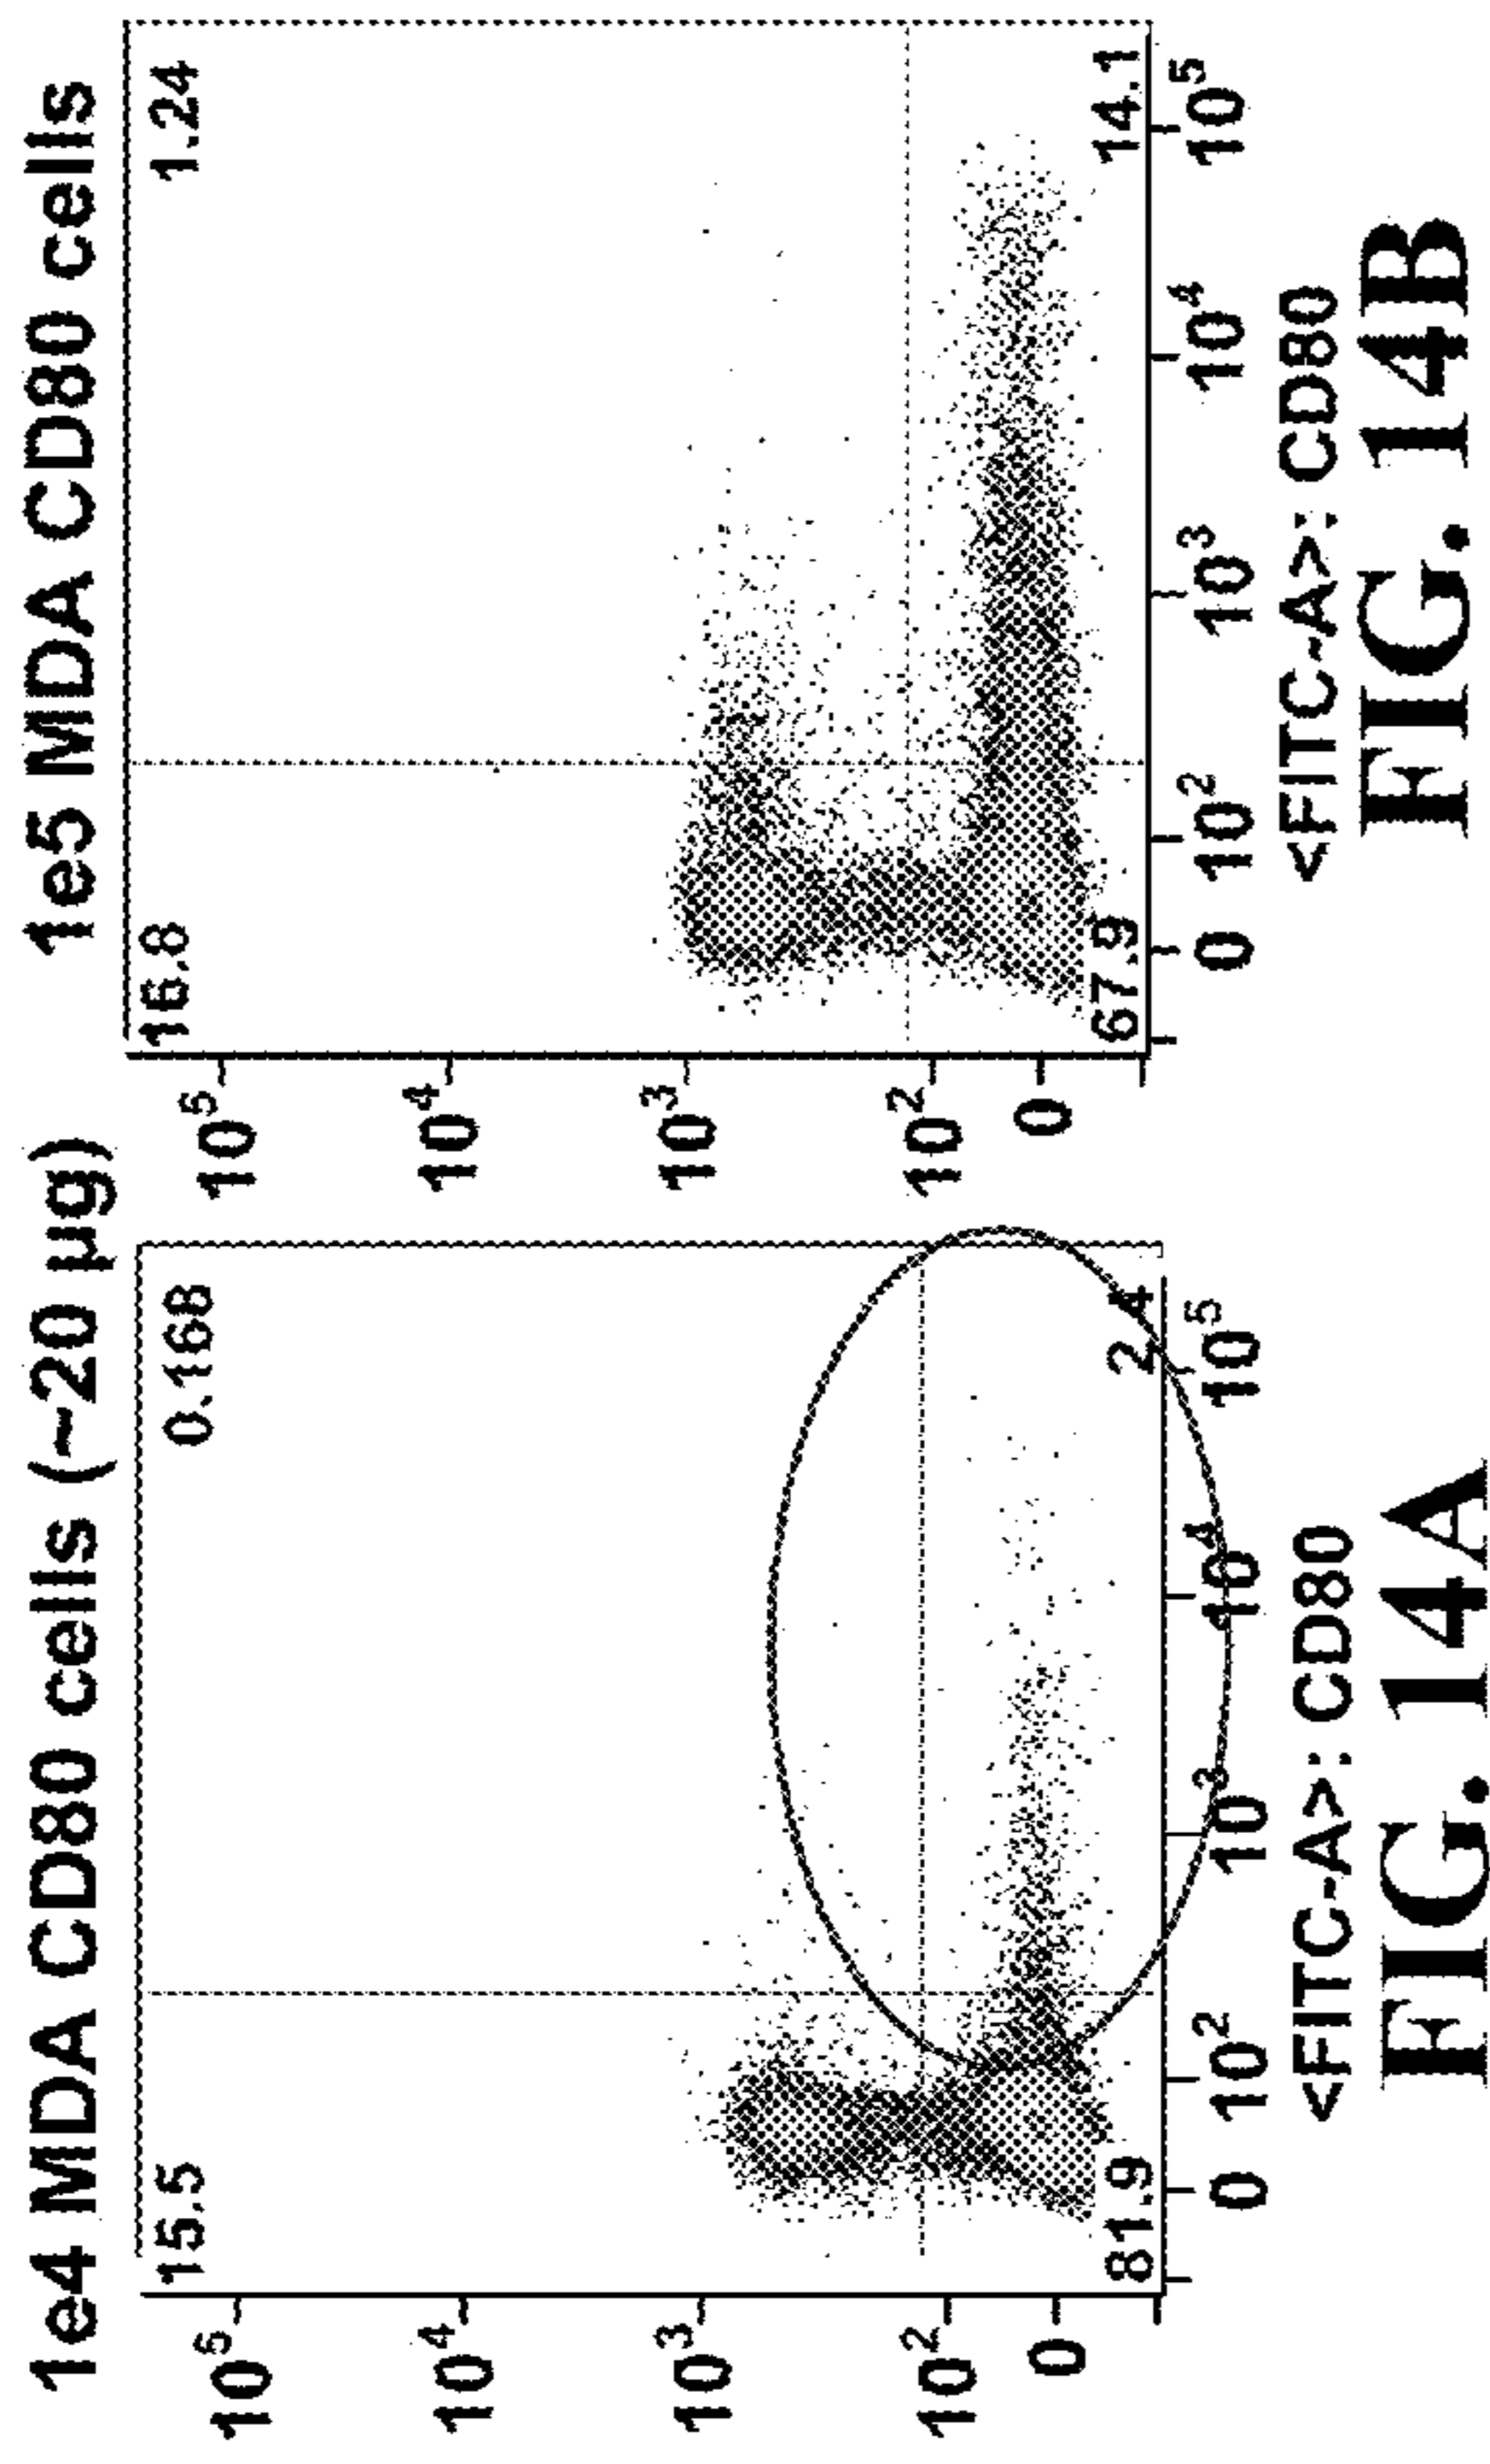 1e4 MDA CD80 cells (~20 µg)
15.5
0.168
10^5
10^4
10^3
10^2
0
81.9
2.4
0 10^2 10^3 10^4 10^5
<FITC-A>: CD80
FIG. 14A
1e5 MDA CD80 cells
16.8
1.24
10^5
10^4
10^3
10^2
0
67.9
14.1
0 10^2 10^3 10^4 10^5
<FITC-A>: CD80
FIG. 14B